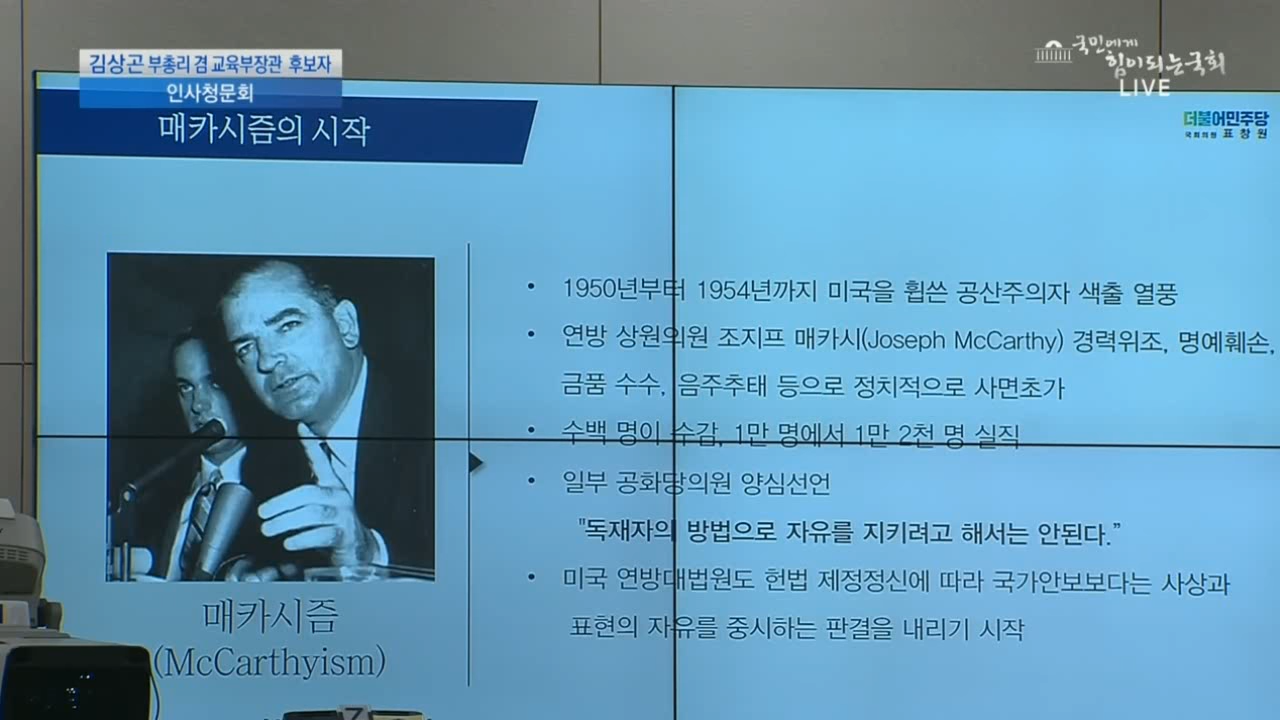 김상곤 부총리 겸 교육부장관 후보자
인사청문회
국민에게
힘이되는국회
LIVE
매카시즘의 시작
더불어민주당
국회의원 표창원
• 1950년부터 1954년까지 미국을 휩쓴 공산주의자 색출 열풍
• 연방 상원의원 조지프 매카시(Joseph McCarthy) 경력위조, 명예훼손,
금품 수수, 음주추태 등으로 정치적으로 사면초가
• 수백 명이 수감, 1만 명에서 1만 2천 명 실직
• 일부 공화당의원 양심선언
"독재자의 방법으로 자유를 지키려고 해서는 안된다.”
• 미국 연방대법원도 헌법 제정정신에 따라 국가안보보다는 사상과
표현의 자유를 중시하는 판결을 내리기 시작
매카시즘
(McCarthyism)
7